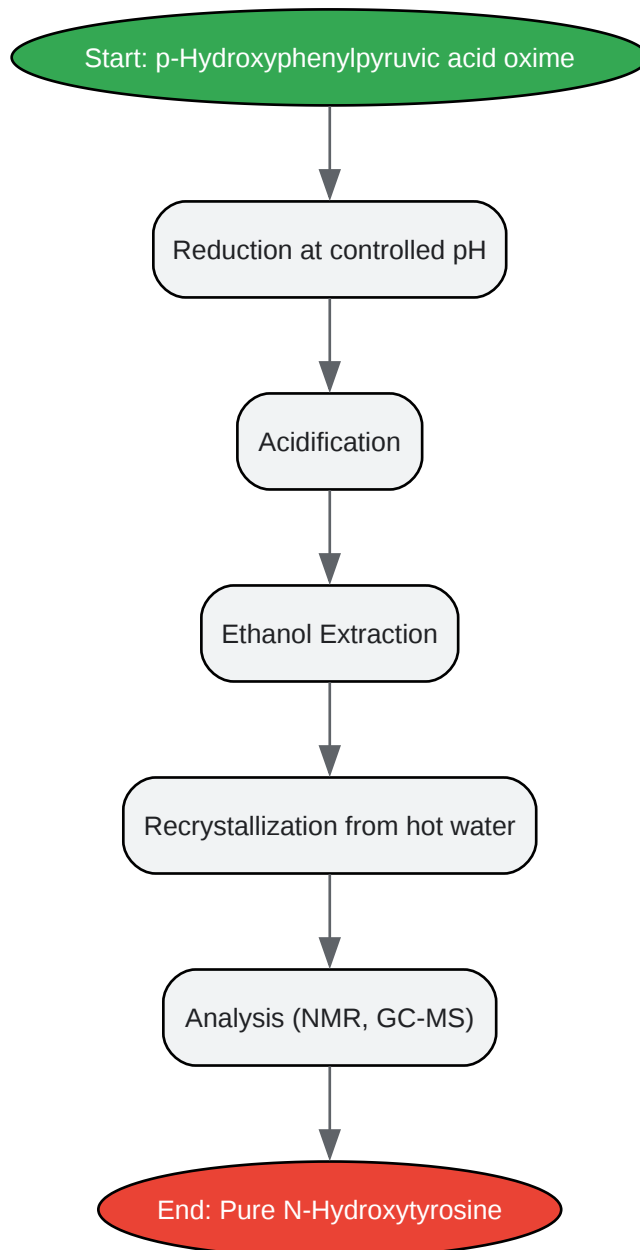 Start: p-Hydroxyphenylpyruvic acid oxime
Reduction at controlled pH
Acidification
Ethanol Extraction
Recrystallization from hot water
Analysis (NMR, GC-MS)
End: Pure N-Hydroxytyrosine